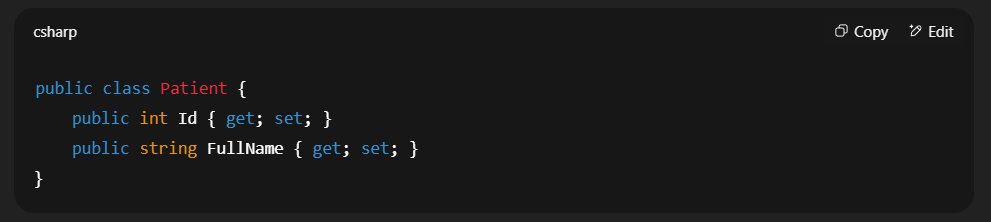 csharp
Copy
Edit
public class Patient {
    public int Id { get; set; }
    public string FullName { get; set; }
}